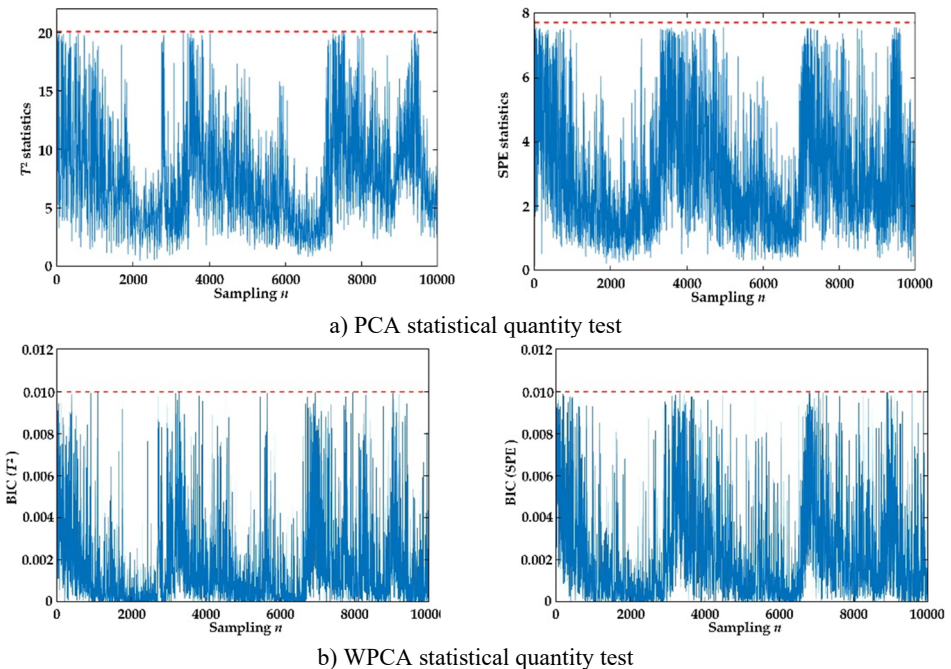 20
15
10
5
0
T² statistics
0 2000 4000 6000 8000 10000
Sampling n
8
6
4
2
0
SPE statistics
0 2000 4000 6000 8000 10000
Sampling n
a) PCA statistical quantity test
0.012
0.010
0.008
0.006
0.004
0.002
0
BIC (T²)
0 2000 4000 6000 8000 10000
Sampling n
0.012
0.010
0.008
0.006
0.004
0.002
0
BIC (SPE)
0 2000 4000 6000 8000 10000
Sampling n
b) WPCA statistical quantity test